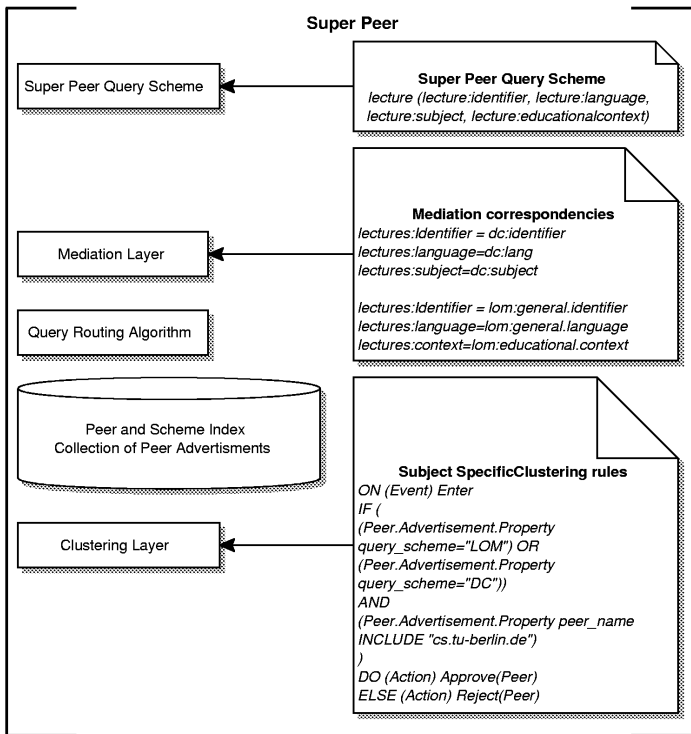 Super Peer
Super Peer Query Scheme
Super Peer Query Scheme
lecture (lecture:identifier, lecture:language,
lecture:subject, lecture:educationalcontext)
Mediation Layer
Mediation correspondencies
lectures:Identifier = dc:identifier
lectures:language=dc:lang
lectures:subject=dc:subject
lectures:Identifier = lom:general.identifier
lectures:language=lom:general.language
lectures:context=lom:educational.context
Query Routing Algorithm
Peer and Scheme Index
Collection of Peer Advertisments
Clustering Layer
Subject SpecificClustering rules
ON (Event) Enter
IF (
(Peer.Advertisement.Property
query_scheme="LOM") OR
(Peer.Advertisement.Property
query_scheme="DC"))
AND
(Peer.Advertisement.Property peer_name
INCLUDE "cs.tu-berlin.de")
)
DO (Action) Approve(Peer)
ELSE (Action) Reject(Peer)